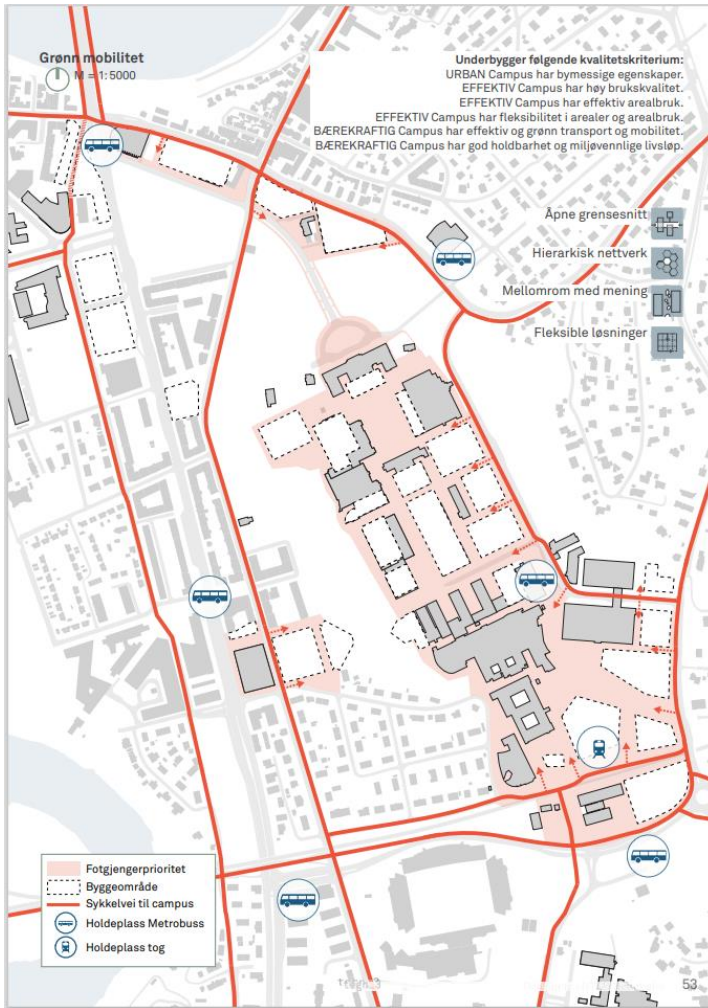 Grønn mobilitet
M = 1:5000
Underbygger følgende kvalitetskriterium:
URBAN Campus har bymessige egenskaper.
EFFEKTIV Campus har høy brukskvalitet.
EFFEKTIV Campus har effektiv arealbruk.
EFFEKTIV Campus har fleksibilitet i arealer og arealbruk.
BÆREKRAFTIG Campus har effektiv og grønn transport og mobilitet.
BÆREKRAFTIG Campus har god holdbarhet og miljøvennlige livsløp.
Åpne grensesnitt
Hierarkisk nettverk
Mellomrom med mening
Fleksible løsninger
Fotgjengerprioritet
Byggeområde
Sykkelvei til campus
Holdeplass Metrobuss
Holdeplass tog
53